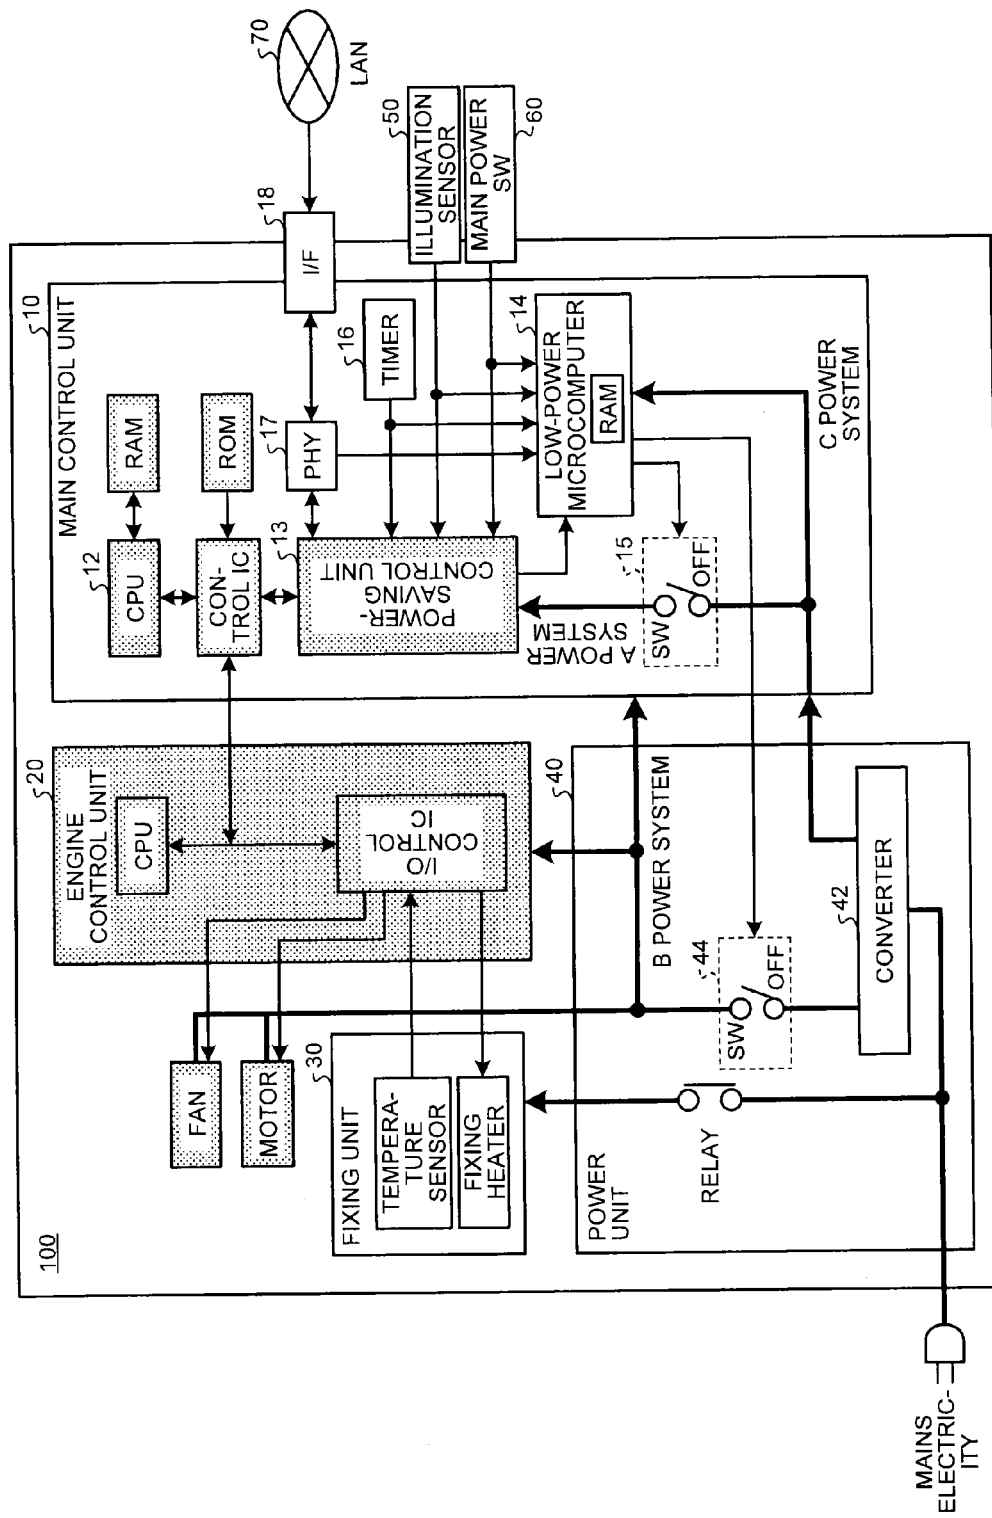 100
70
LAN
18
I/F
50
ILLUMINATION
SENSOR
MAIN POWER
SW
60
10
MAIN CONTROL UNIT
12
CPU
RAM
CON-
TROL IC
ROM
13
POWER-
SAVING
CONTROL UNIT
17
PHY
16
TIMER
14
LOW-POWER
MICROCOMPUTER
RAM
15
SW
OFF
A POWER
SYSTEM
C POWER
SYSTEM
20
ENGINE
CONTROL UNIT
CPU
I/O
CONTROL
IC
FAN
MOTOR
30
FIXING UNIT
TEMPERA-
TURE
SENSOR
FIXING
HEATER
40
POWER
UNIT
B POWER SYSTEM
44
SW
OFF
RELAY
42
CONVERTER
MAINS
ELECTRIC-
ITY